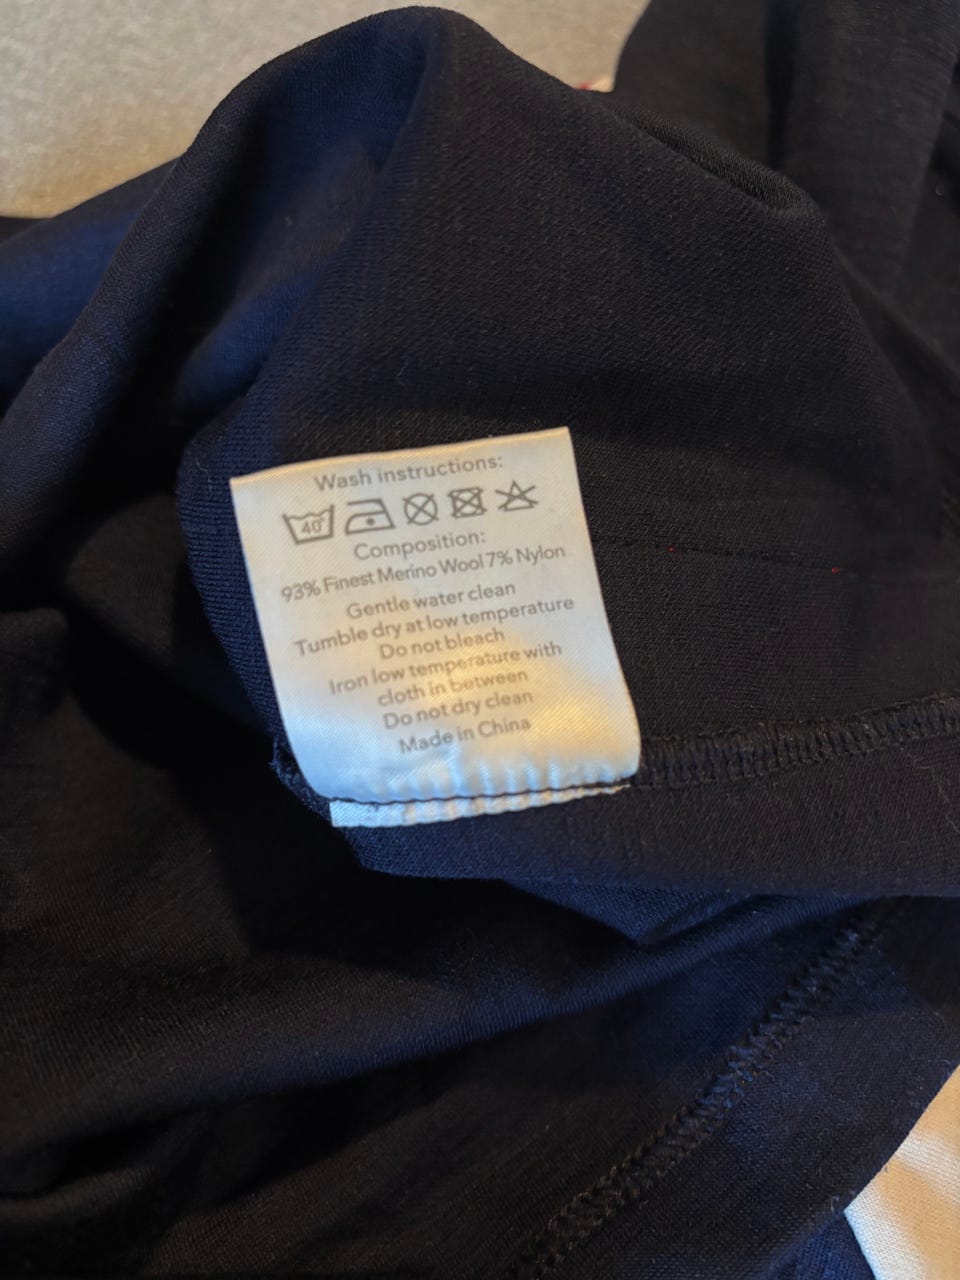 Wash instructions:
40°
Composition:
93% Finest Merino Wool 7% Nylon
Gentle water clean
Tumble dry at low temperature
Do not bleach
Iron low temperature with
cloth in between
Do not dry clean
Made in China